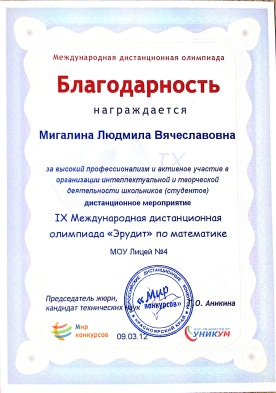 Международная дистанционная олимпиада
Благодарность
награждается
Мигалина Людмила Вячеславовна
за высокий профессионализм и активное участие в
организации интеллектуальной и творческой
деятельности школьников (студентов)
дистанционное мероприятие
IX Международная дистанционная
олимпиада «Эрудит» по математике
МОУ Лицей №4
Председатель жюри,
кандидат технических наук
Л.О. Аникина
«Мир
конкурсов»
Мир
конкурсов
09.03.12
УНИКУМ